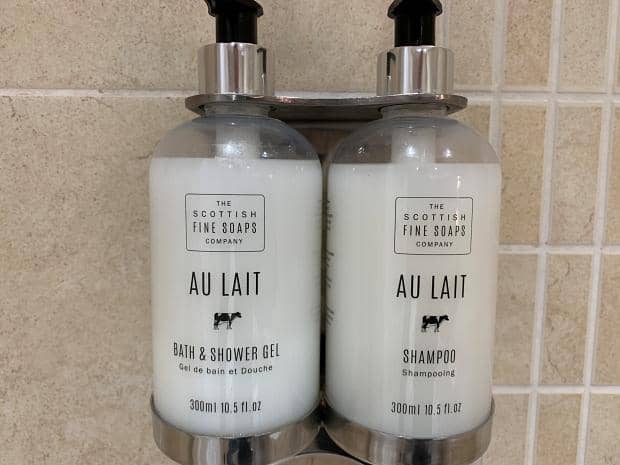 THE
SCOTTISH
FINE SOAPS
COMPANY
AU LAIT
BATH & SHOWER GEL
Gel de bain et Douche
300ml 10.5 fl.oz
THE
SCOTTISH
FINE SOAPS
COMPANY
AU LAIT
SHAMPOO
Shampooing
300ml 10.5 fl.oz